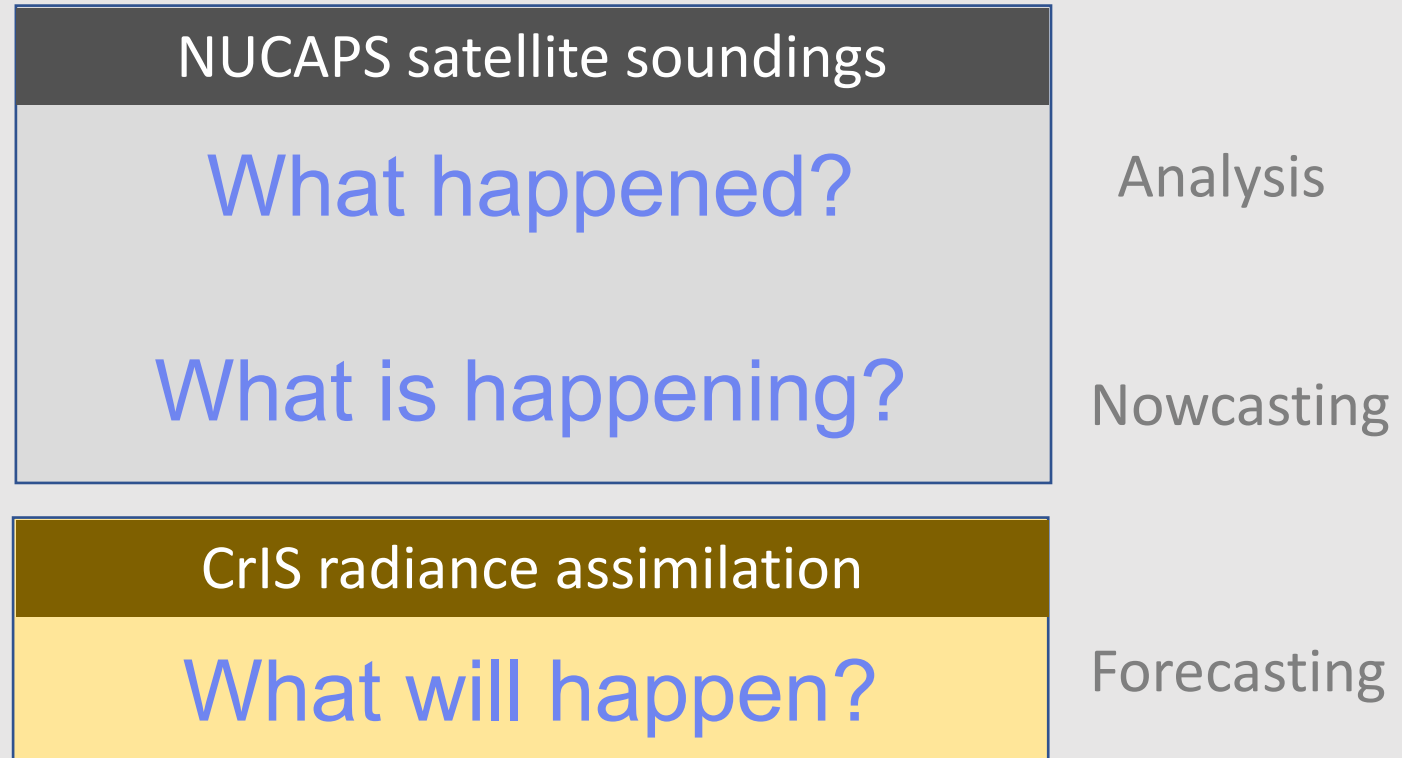 NUCAPS satellite soundings
What happened?
Analysis
What is happening?
Nowcasting
CrIS radiance assimilation
What will happen?
Forecasting